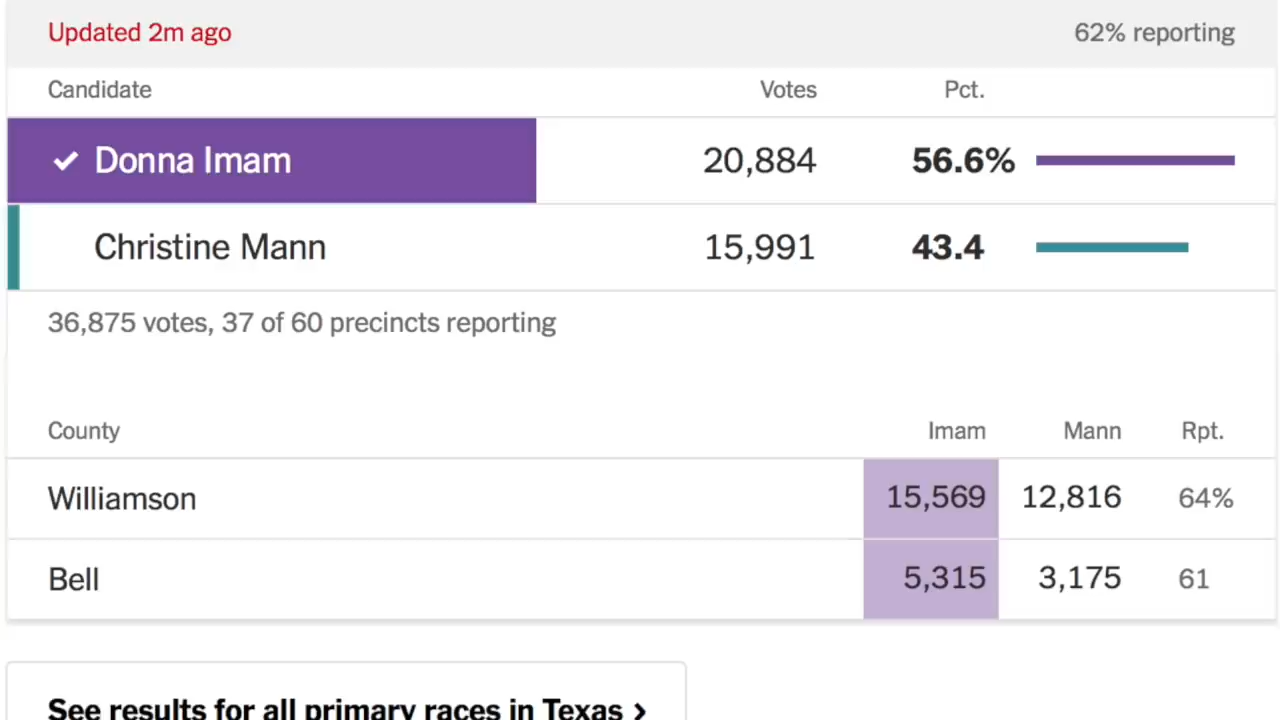 Updated 2m ago 62% reporting
Candidate Votes Pct.
✓ Donna Imam 20,884 56.6%
Christine Mann 15,991 43.4
36,875 votes, 37 of 60 precincts reporting
County Imam Mann Rpt.
Williamson 15,569 12,816 64%
Bell 5,315 3,175 61
See results for all primary races in Texas ›